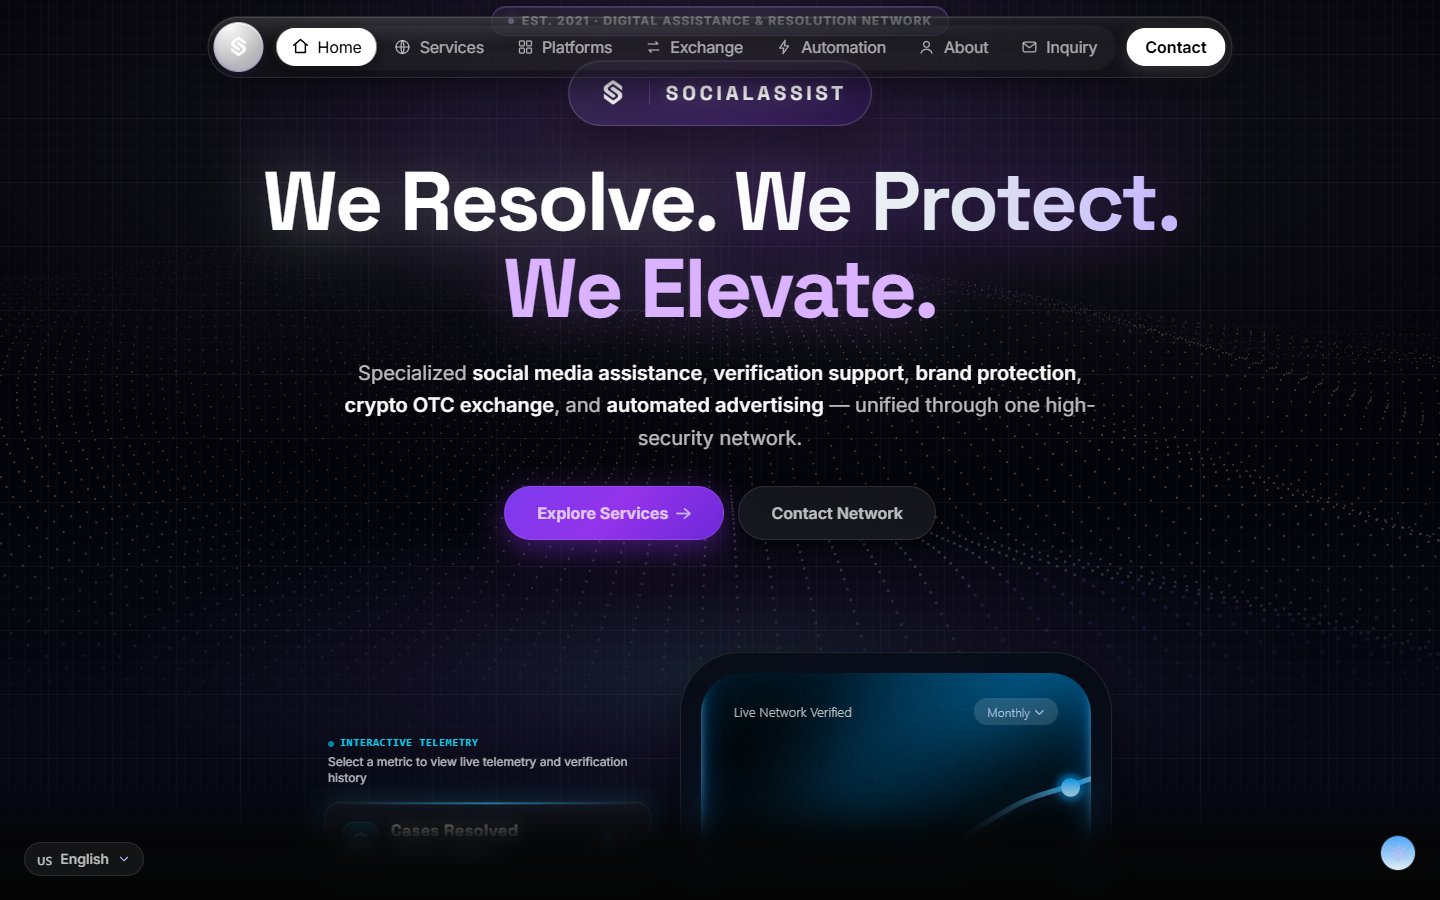 EST. 2021 · DIGITAL ASSISTANCE & RESOLUTION NETWORK
Home
Services
Platforms
Exchange
Automation
About
Inquiry
Contact
SOCIALASSIST
We Resolve. We Protect.
We Elevate.
Specialized social media assistance, verification support, brand protection,
crypto OTC exchange, and automated advertising — unified through one high-
security network.
Explore Services →
Contact Network
Live Network Verified
Monthly
INTERACTIVE TELEMETRY
Select a metric to view live telemetry and verification
history
Cases Resolved
US English